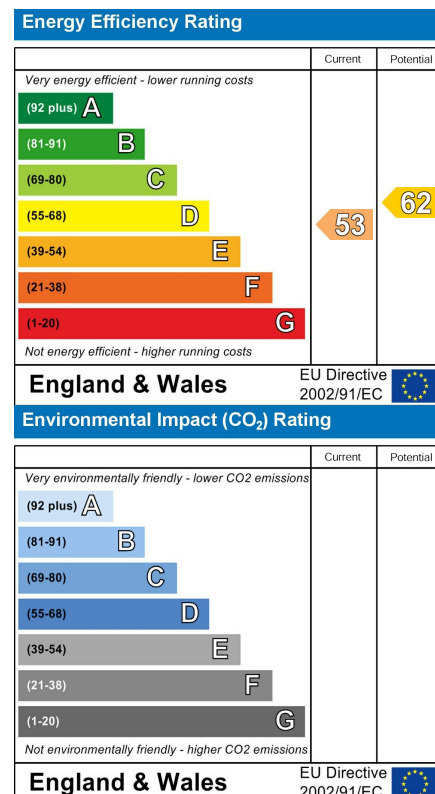 Energy Efficiency Rating
Current Potential
Very energy efficient - lower running costs
(92 plus) A
(81-91) B
(69-80) C
(55-68) D
(39-54) E
(21-38) F
(1-20) G
53
62
Not energy efficient - higher running costs
England & Wales
EU Directive
2002/91/EC
Environmental Impact (CO₂) Rating
Current Potential
Very environmentally friendly - lower CO2 emissions
(92 plus) A
(81-91) B
(69-80) C
(55-68) D
(39-54) E
(21-38) F
(1-20) G
Not environmentally friendly - higher CO2 emissions
England & Wales
EU Directive
2002/91/EC